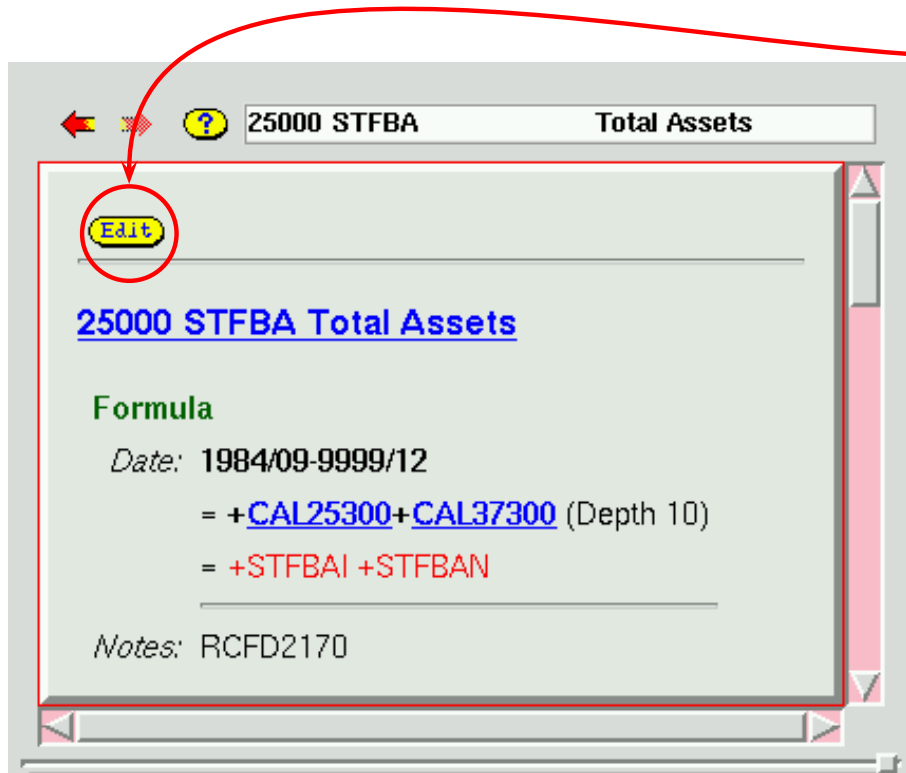 ? 25000 STFBA Total Assets
Edit
25000 STFBA Total Assets
Formula
Date: 1984/09-9999/12
= +CAL25300+CAL37300 (Depth 10)
= +STFBAI +STFBAN
Notes: RCFD2170